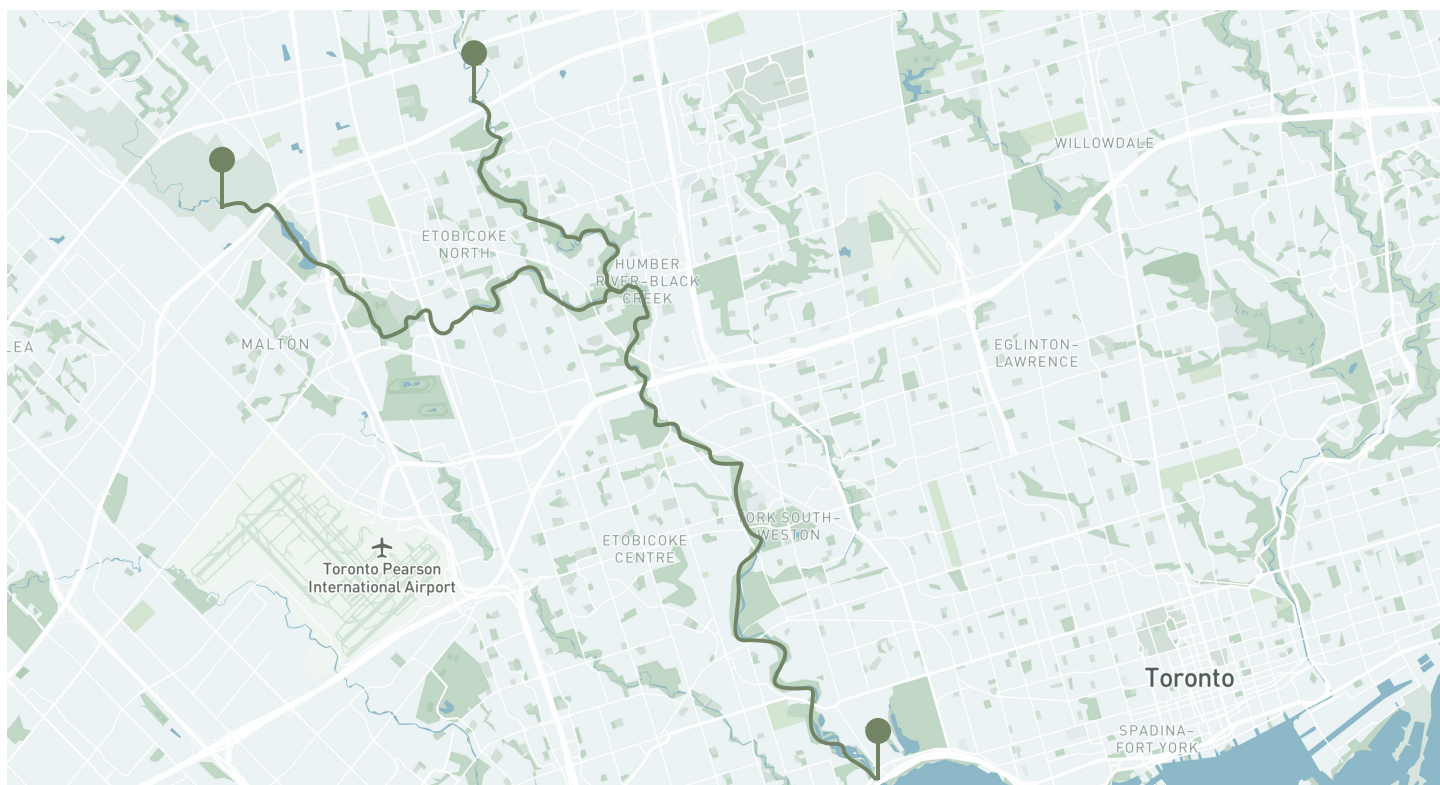 WILLOWDALE
ETOBICOKE
NORTH
HUMBER
RIVER-BLACK
CREEK
LEA
MALTON
EGLINTON-
LAWRENCE
YORK SOUTH-
WESTON
ETOBICOKE
CENTRE
Toronto Pearson
International Airport
Toronto
SPADINA-
FORT YORK